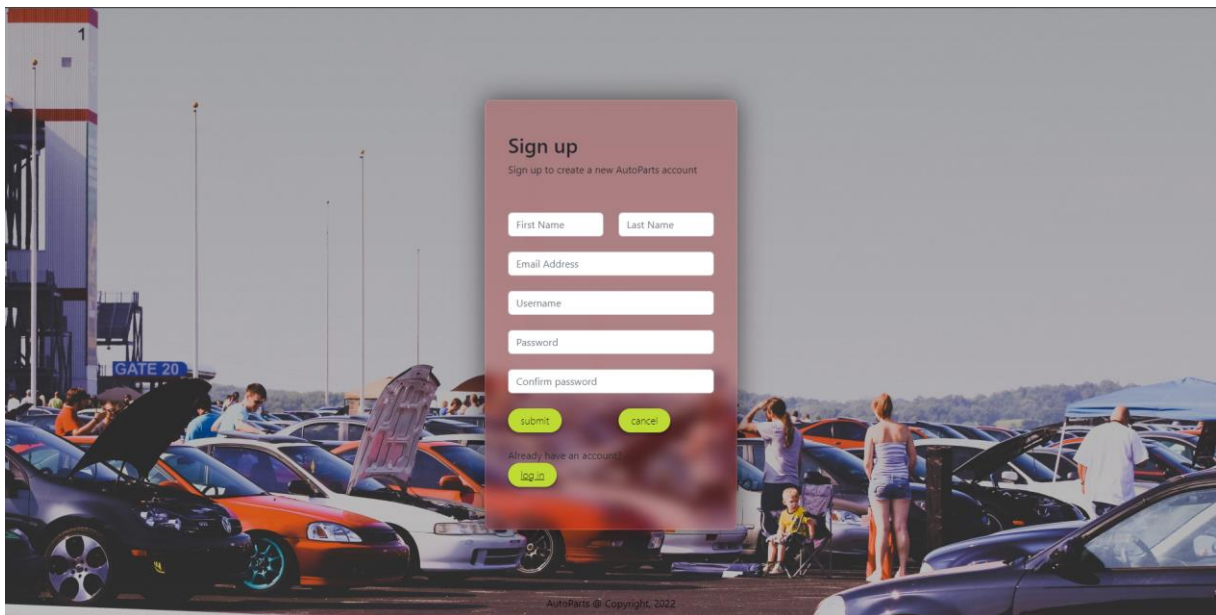 1
GATE 20
Sign up
Sign up to create a new AutoParts account
First Name Last Name
Email Address
Username
Password
Confirm password
submit cancel
Already have an account?
log in
AutoParts @ Copyright, 2022